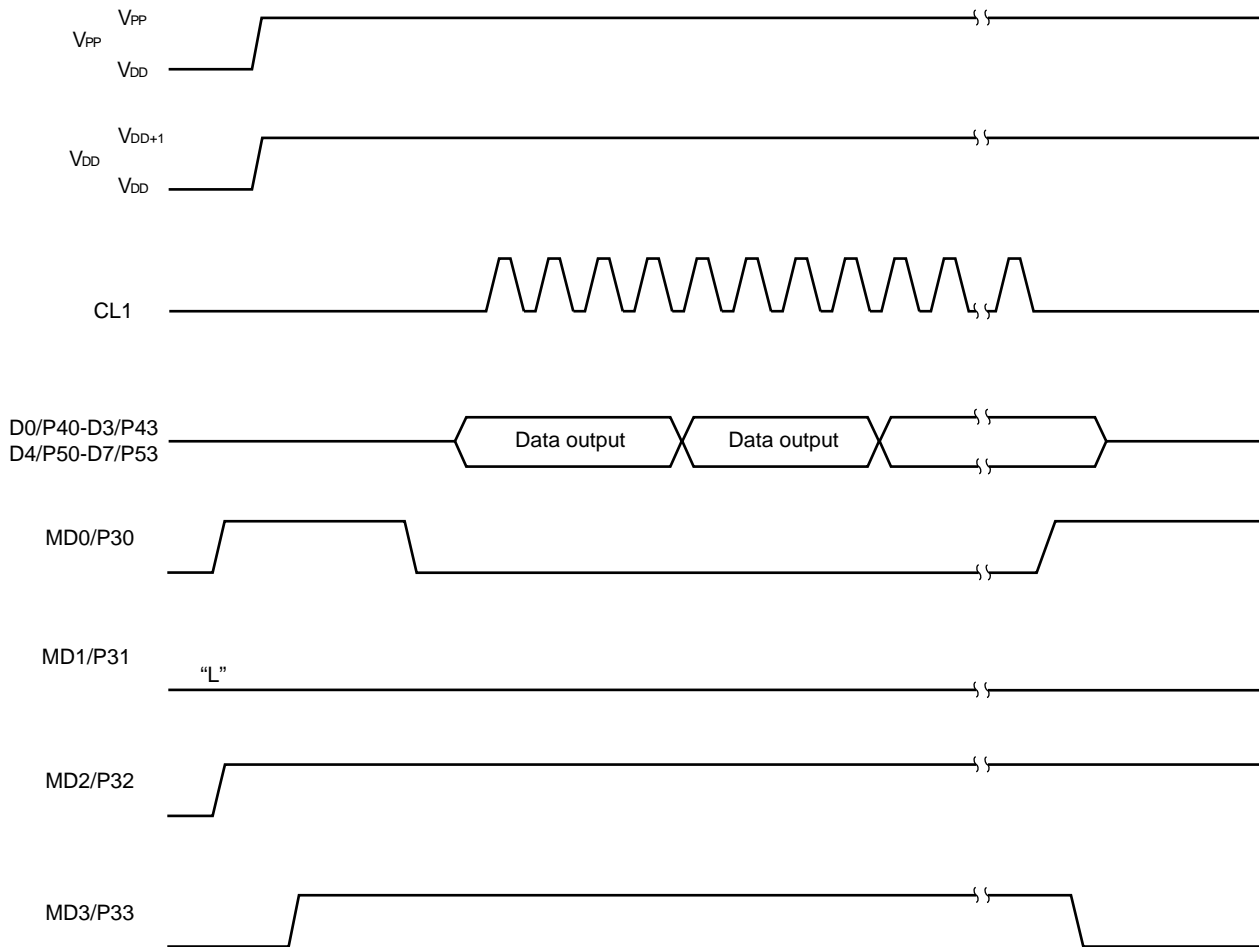 VPP
VPP
VDD
VDD+1
VDD
VDD
CL1
D0/P40-D3/P43
D4/P50-D7/P53
Data output
Data output
MD0/P30
MD1/P31
“L”
MD2/P32
MD3/P33